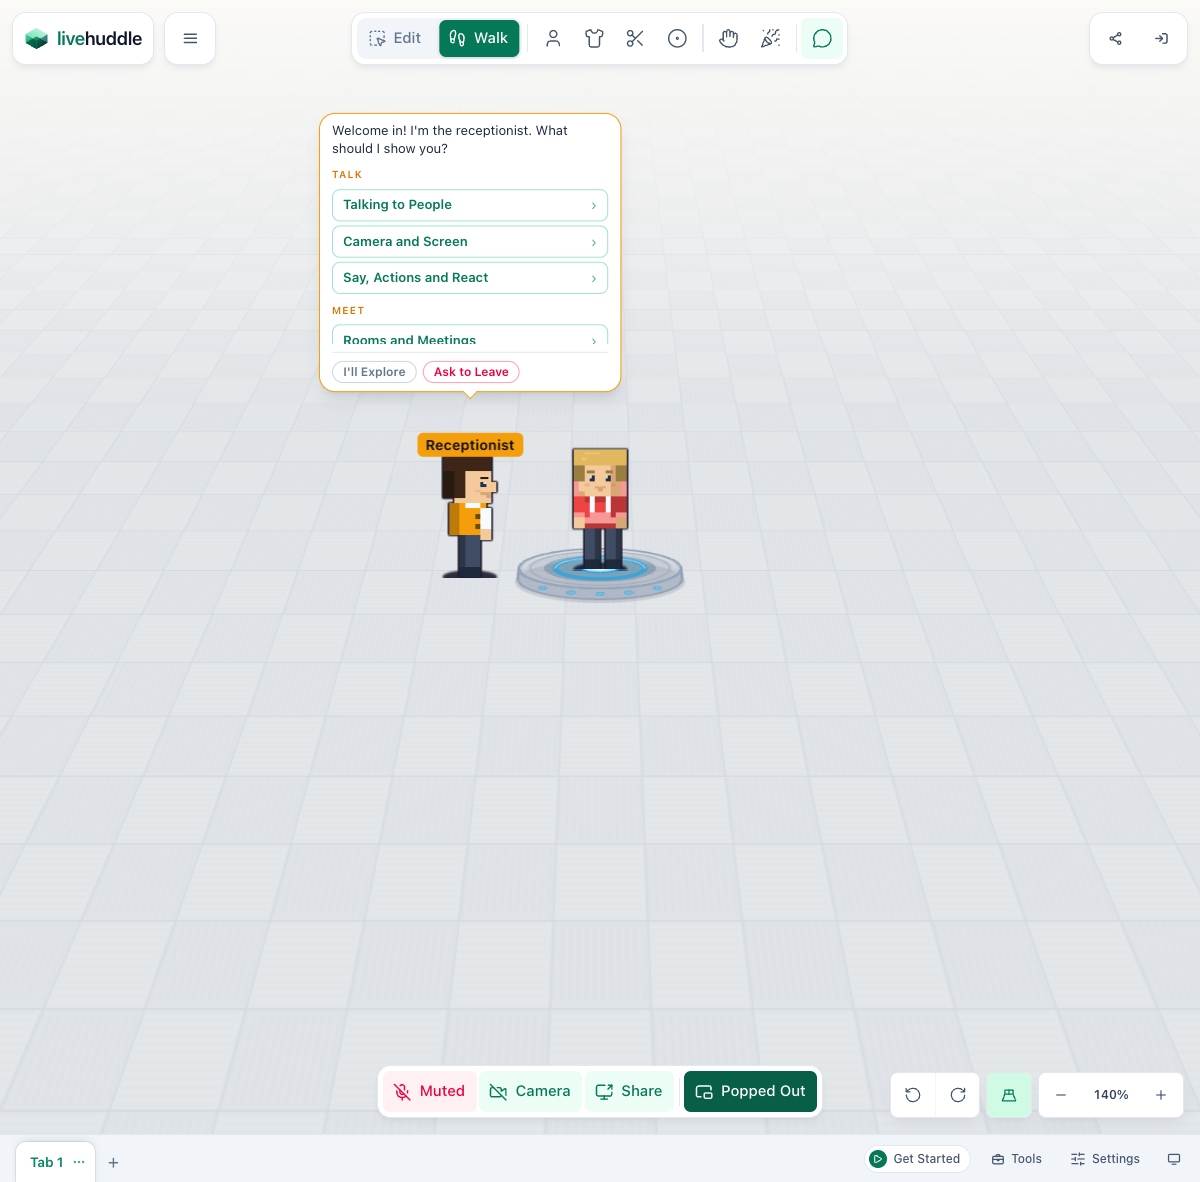 livehuddle
Edit
Walk
Welcome in! I'm the receptionist. What
should I show you?
TALK
Talking to People
Camera and Screen
Say, Actions and React
MEET
Rooms and Meetings
I'll Explore
Ask to Leave
Receptionist
Muted
Camera
Share
Popped Out
140%
Tab 1
Get Started
Tools
Settings